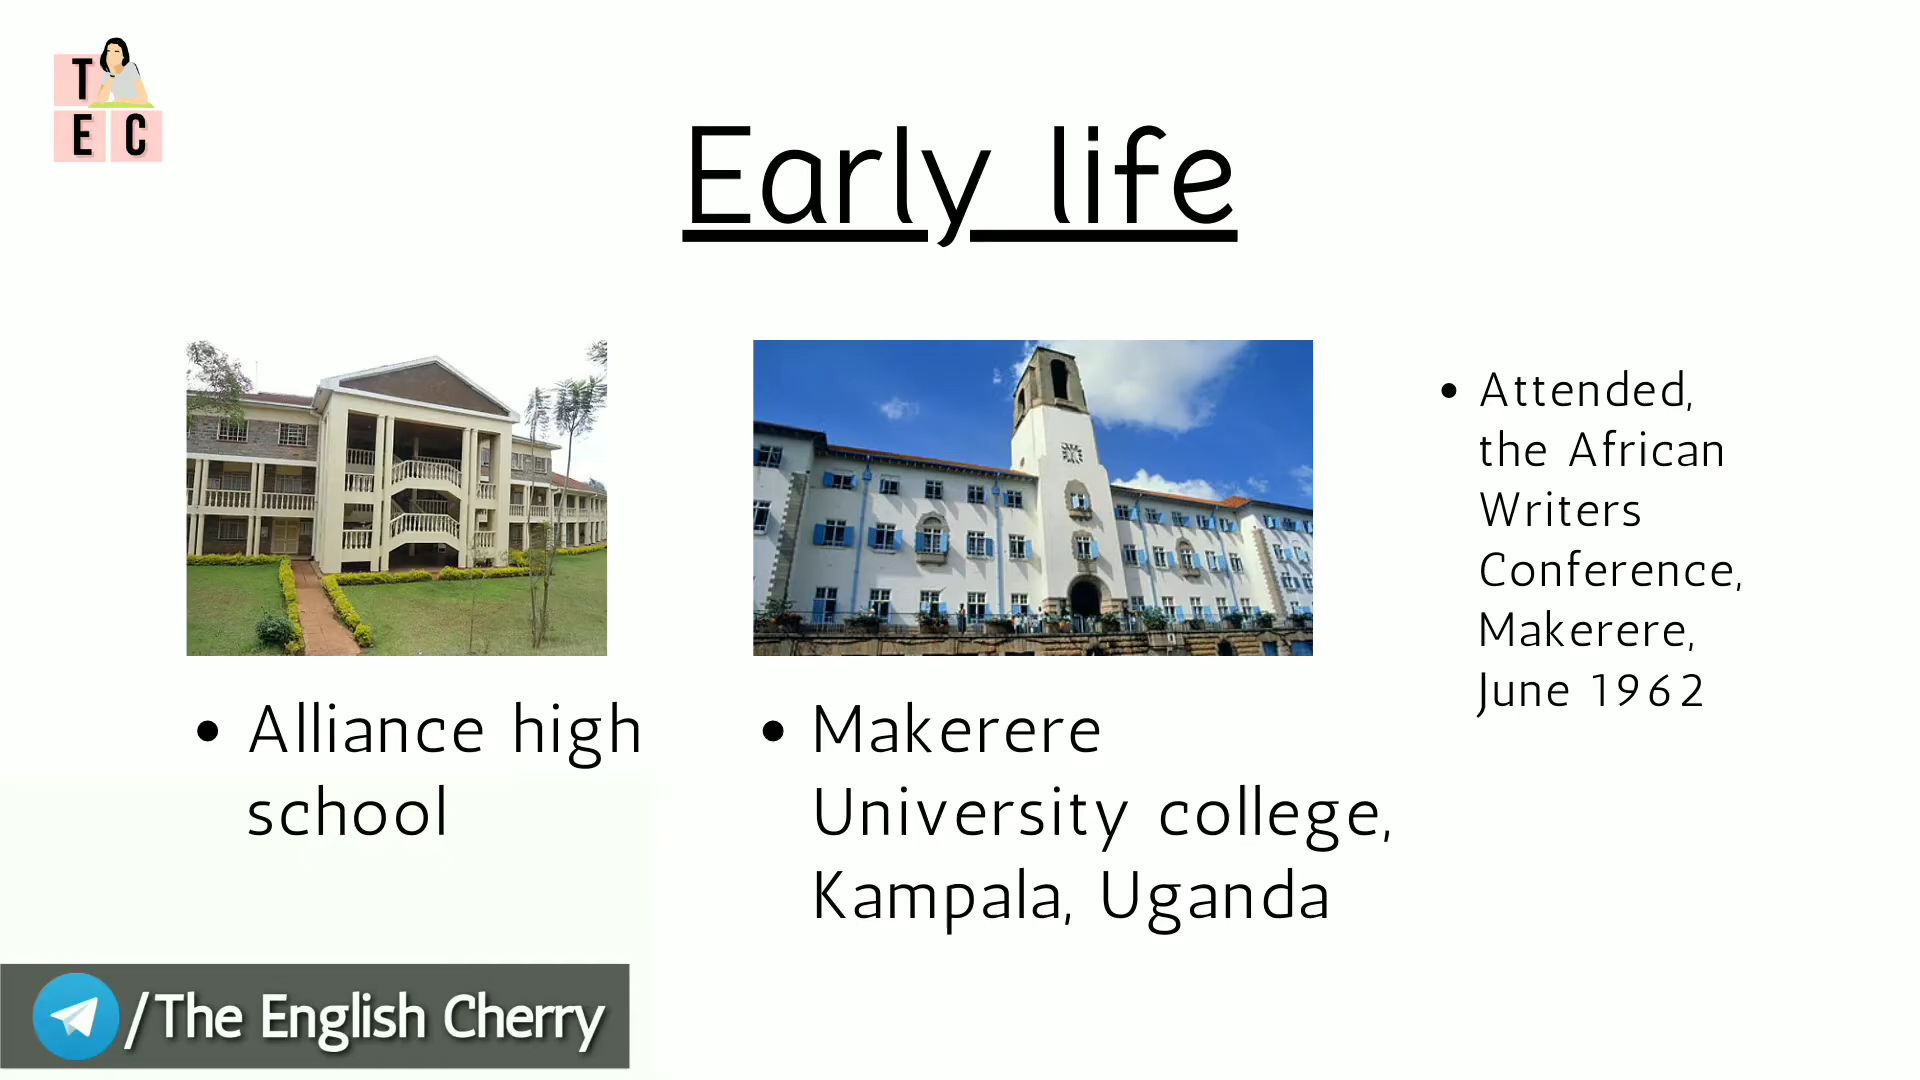 T
E C
Early life
• Alliance high
school
• Makerere
University college,
Kampala, Uganda
• Attended,
the African
Writers
Conference,
Makerere,
June 1962
/The English Cherry